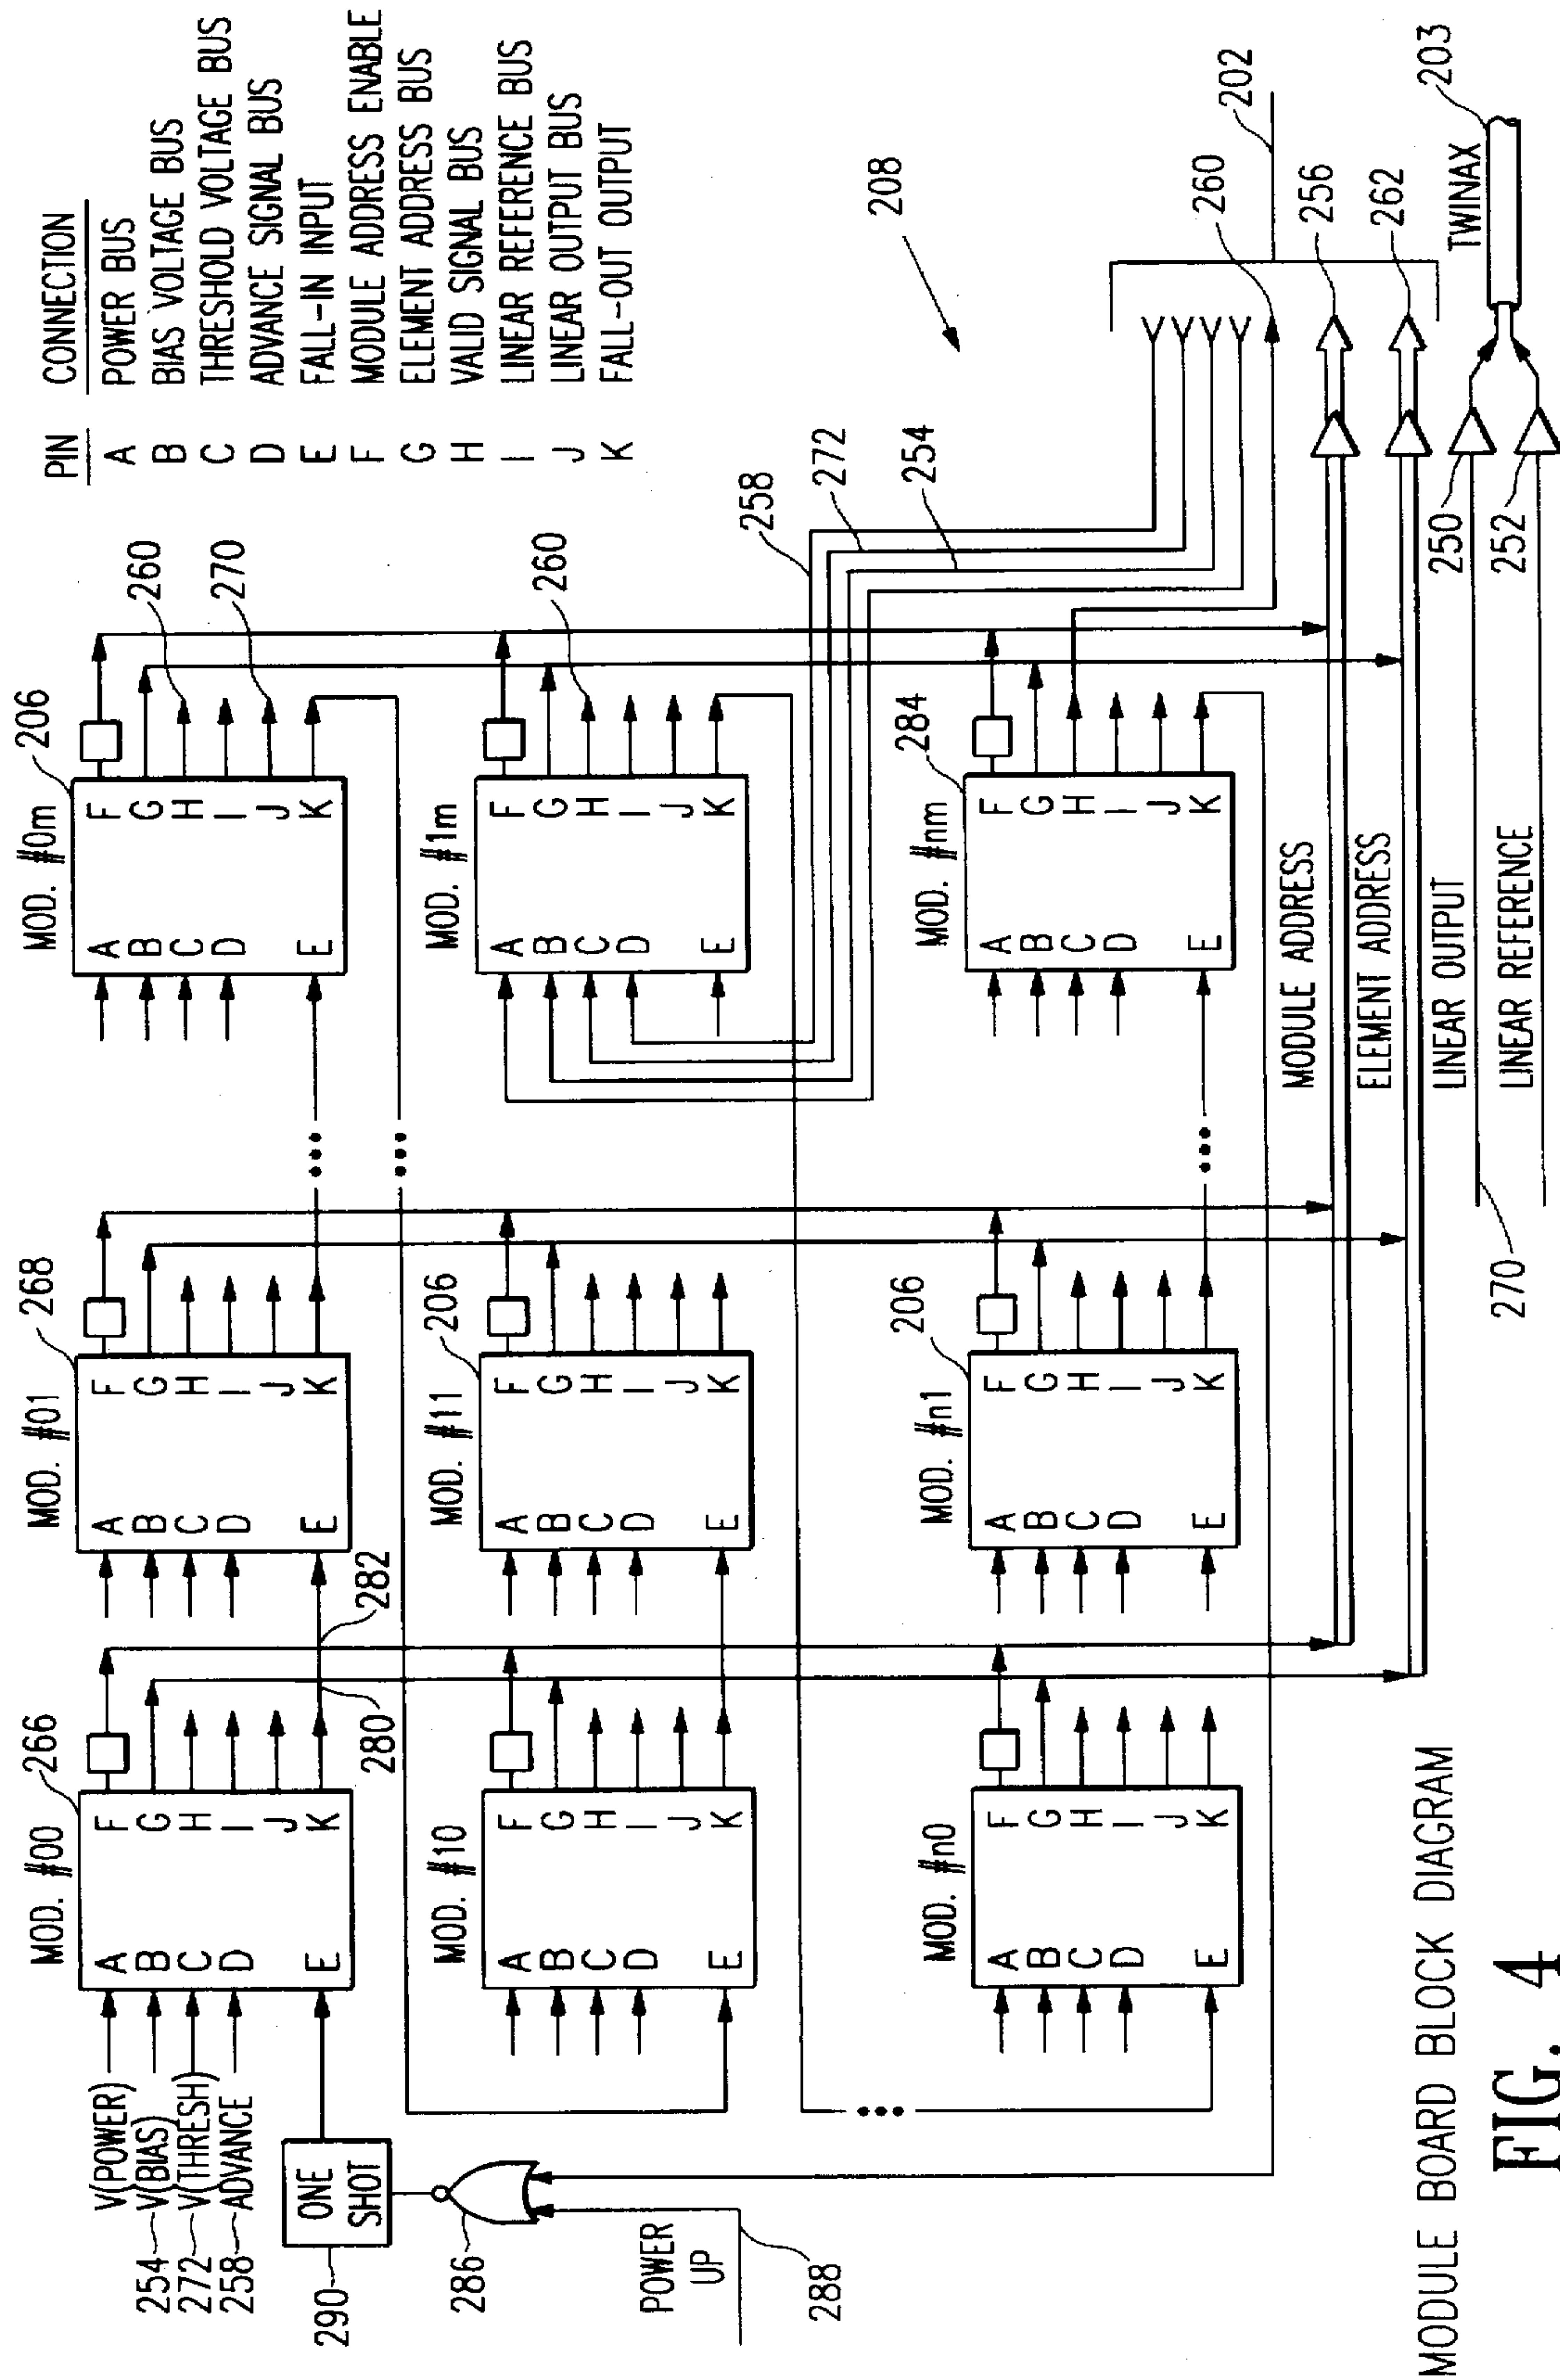 PIN CONNECTION
A POWER BUS
B BIAS VOLTAGE BUS
C THRESHOLD VOLTAGE BUS
D ADVANCE SIGNAL BUS
E FALL-IN INPUT
F MODULE ADDRESS ENABLE
G ELEMENT ADDRESS BUS
H VALID SIGNAL BUS
I LINEAR REFERENCE BUS
J LINEAR OUTPUT BUS
K FALL-OUT OUTPUT
MOD. #00 266
A F
B G
C H
D I
J
E K
MOD. #01 268
A F
B G
C H
D I
J
E K
MOD. #0m 206
A F
B G
C H 260
D I
J 270
E K
V(POWER)
254 V(BIAS)
272 V(THRESH)
258 ADVANCE
280
282
290
ONE
SHOT
286
POWER
UP
288
MOD. #10
A F
B G
C H
D I
J
E K
MOD. #11 206
A F
B G
C H
D I
J
E K
MOD. #1m
A F
B G
C H 260
D I
J
E K
258
272
254
208
MOD. #n0
A F
B G
C H
D I
J
E K
MOD. #n1 206
A F
B G
C H
D I
J
E K
MOD. #nm 284
A F
B G
C H
D I
J
E K
260
202
MODULE ADDRESS 256
ELEMENT ADDRESS 262
LINEAR OUTPUT 250
LINEAR REFERENCE 252
270
TWINAX
203
MODULE BOARD BLOCK DIAGRAM
FIG. 4